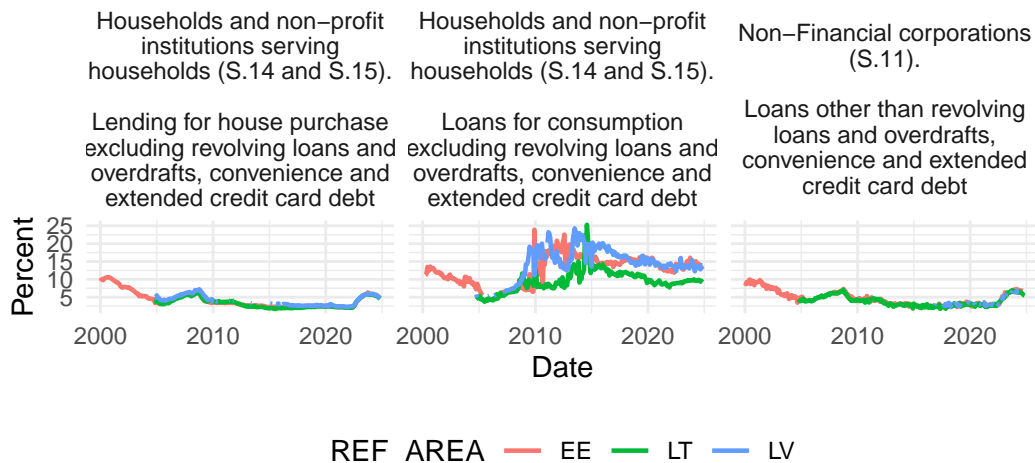 Households and non−profit
institutions serving
households (S.14 and S.15).
Households and non−profit
institutions serving
households (S.14 and S.15).
Non−Financial corporations
(S.11).
Lending for house purchase
excluding revolving loans and
overdrafts, convenience and
extended credit card debt
Loans for consumption
excluding revolving loans and
overdrafts, convenience and
extended credit card debt
Loans other than revolving
loans and overdrafts,
convenience and extended
credit card debt
Percent
25
20
15
10
5
2000 2010 2020
2000 2010 2020
2000 2010 2020
Date
REF_AREA EE LT LV